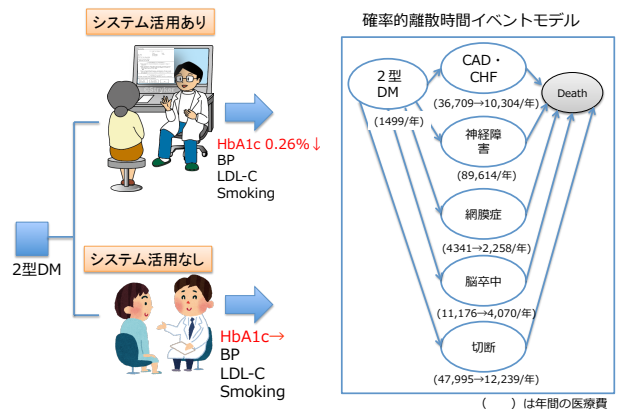 システム活用あり
HbA1c 0.26%↓
BP
LDL-C
Smoking
2型DM
システム活用なし
HbA1c→
BP
LDL-C
Smoking
確率的離散時間イベントモデル
2型
DM
(1499/年)
CAD・
CHF
(36,709→10,304/年)
Death
神経障
害
(89,614/年)
網膜症
(4341→2,258/年)
脳卒中
(11,176→4,070/年)
切断
(47,995→12,239/年)
(　　)は年間の医療費